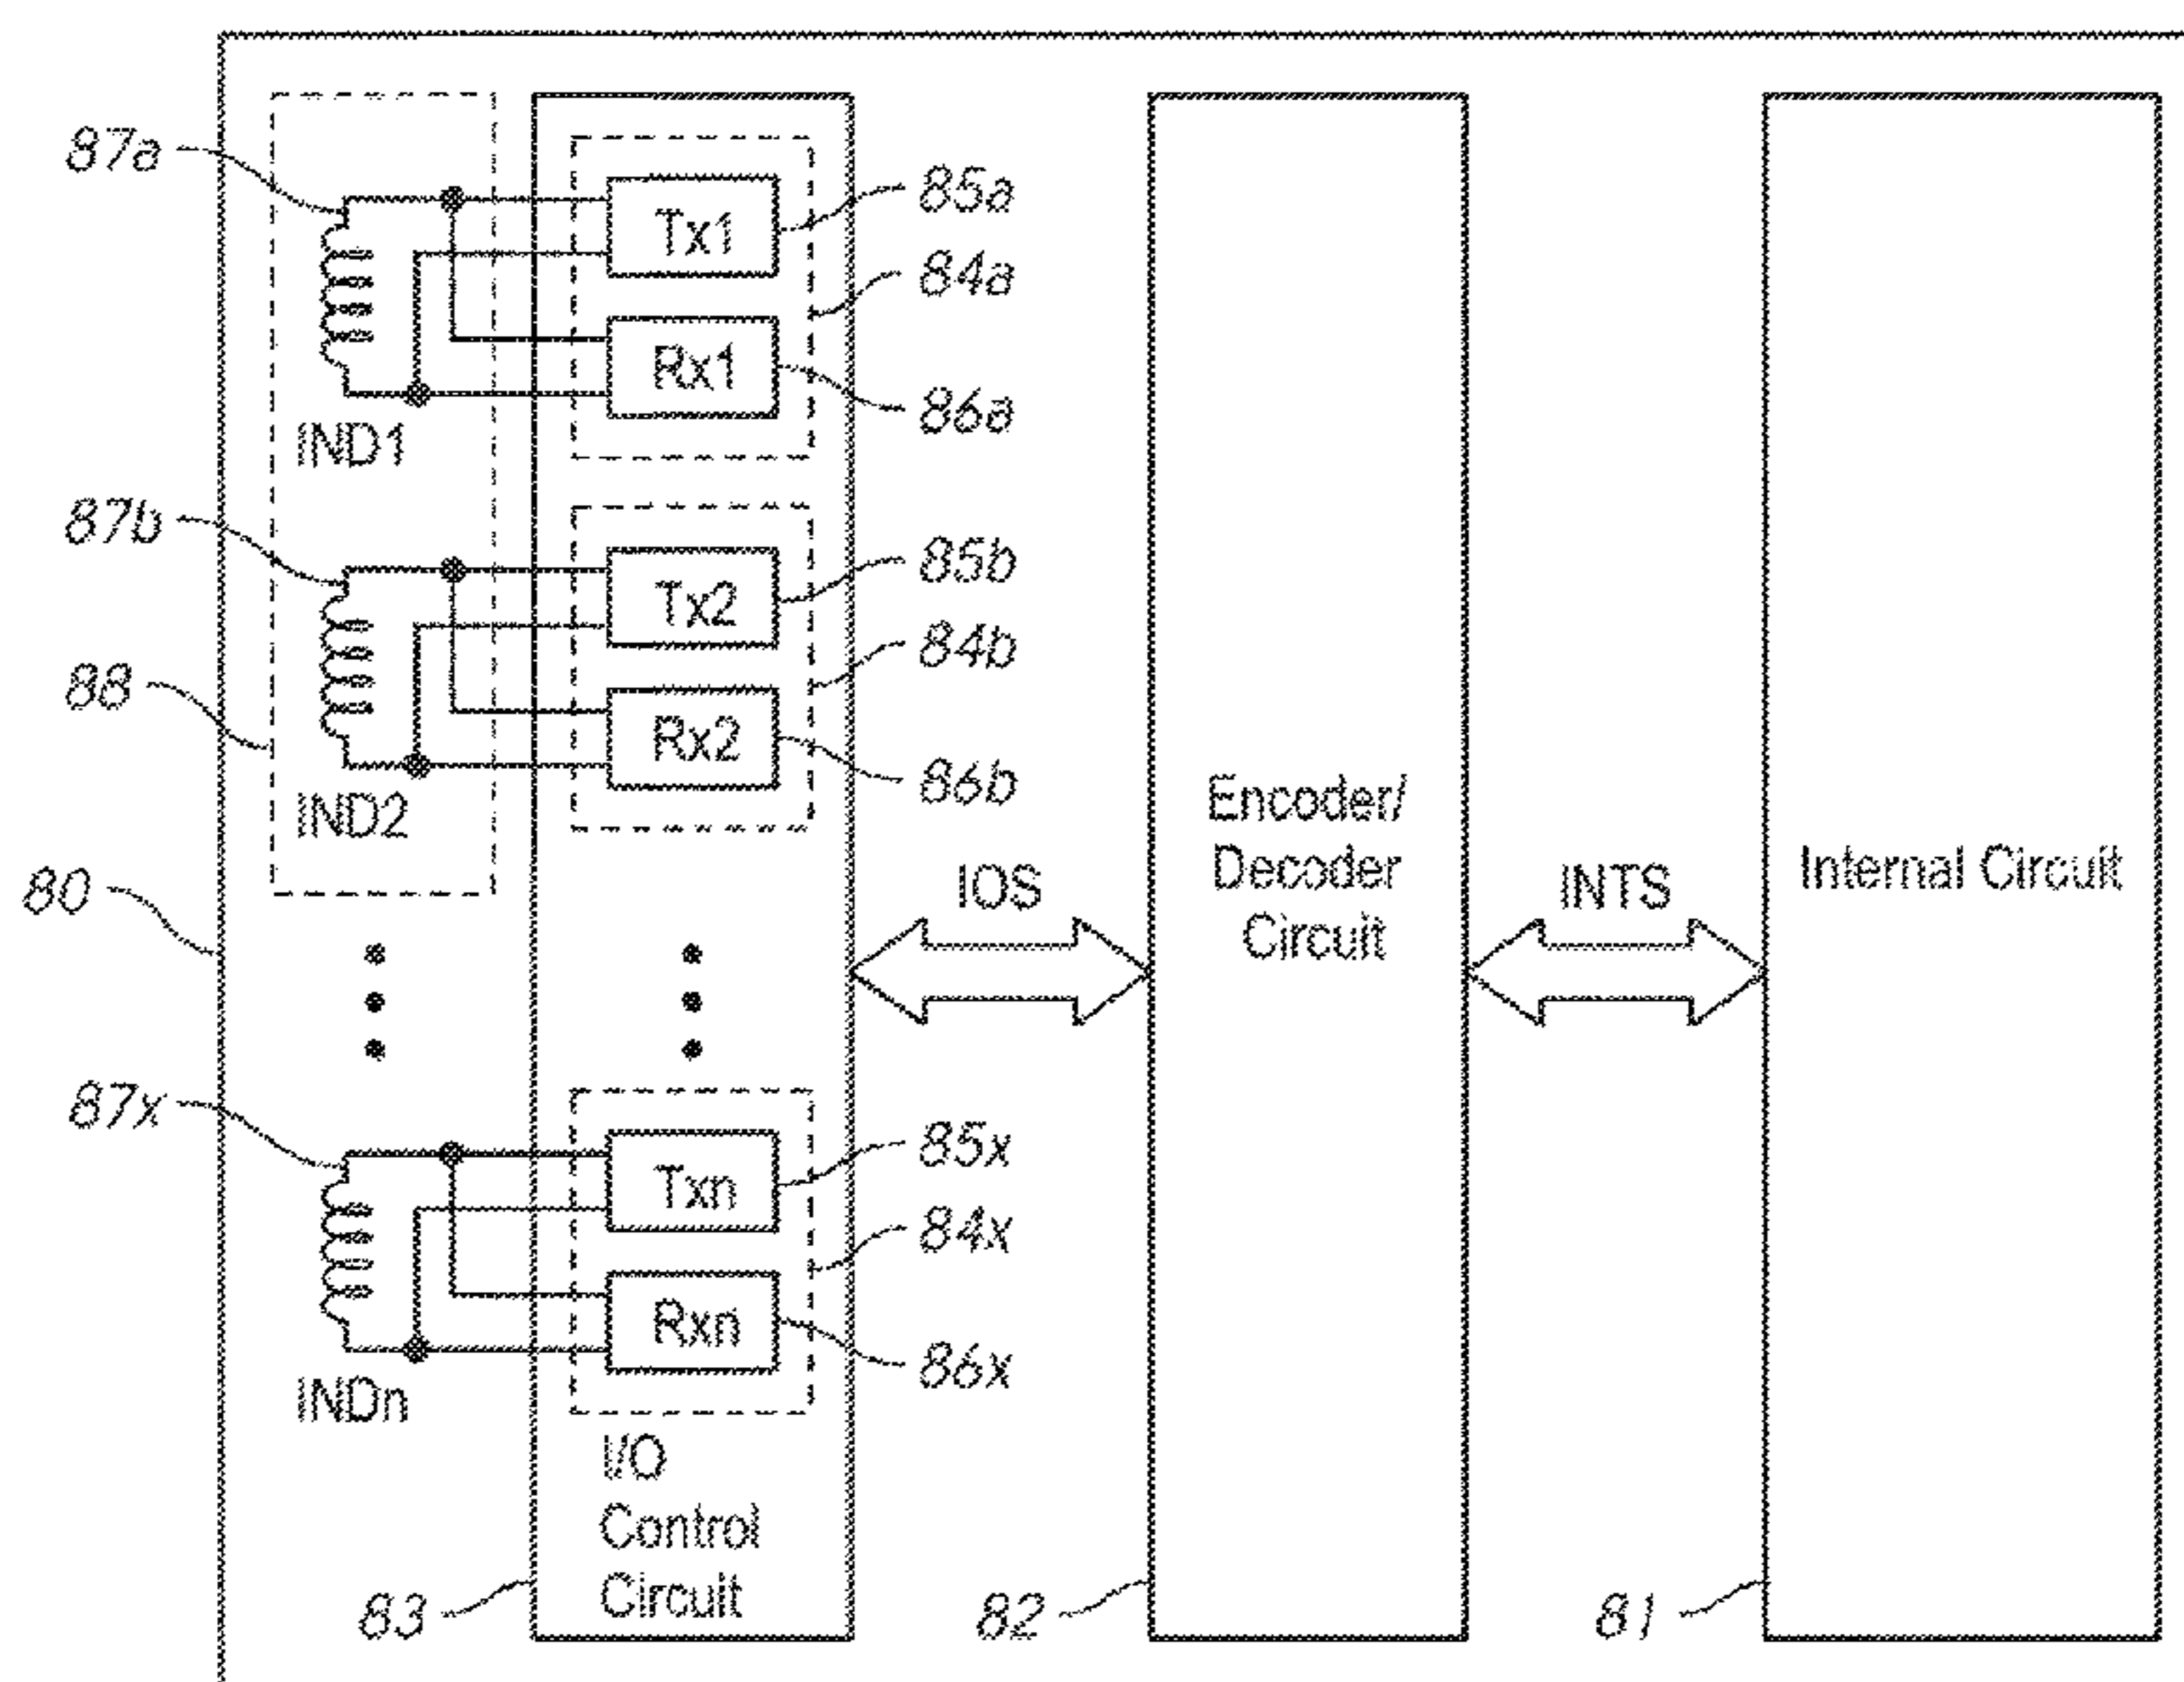 87a
85a
Tx1
84a
Rx1
86a
IND1
87b
85b
Tx2
84b
88
Rx2
86b
IND2
80
IOS
Encoder/
Decoder
Circuit
INTS
Internal Circuit
87x
85x
Txn
84x
Rxn
86x
INDn
I/O
Control
Circuit
83
82
81